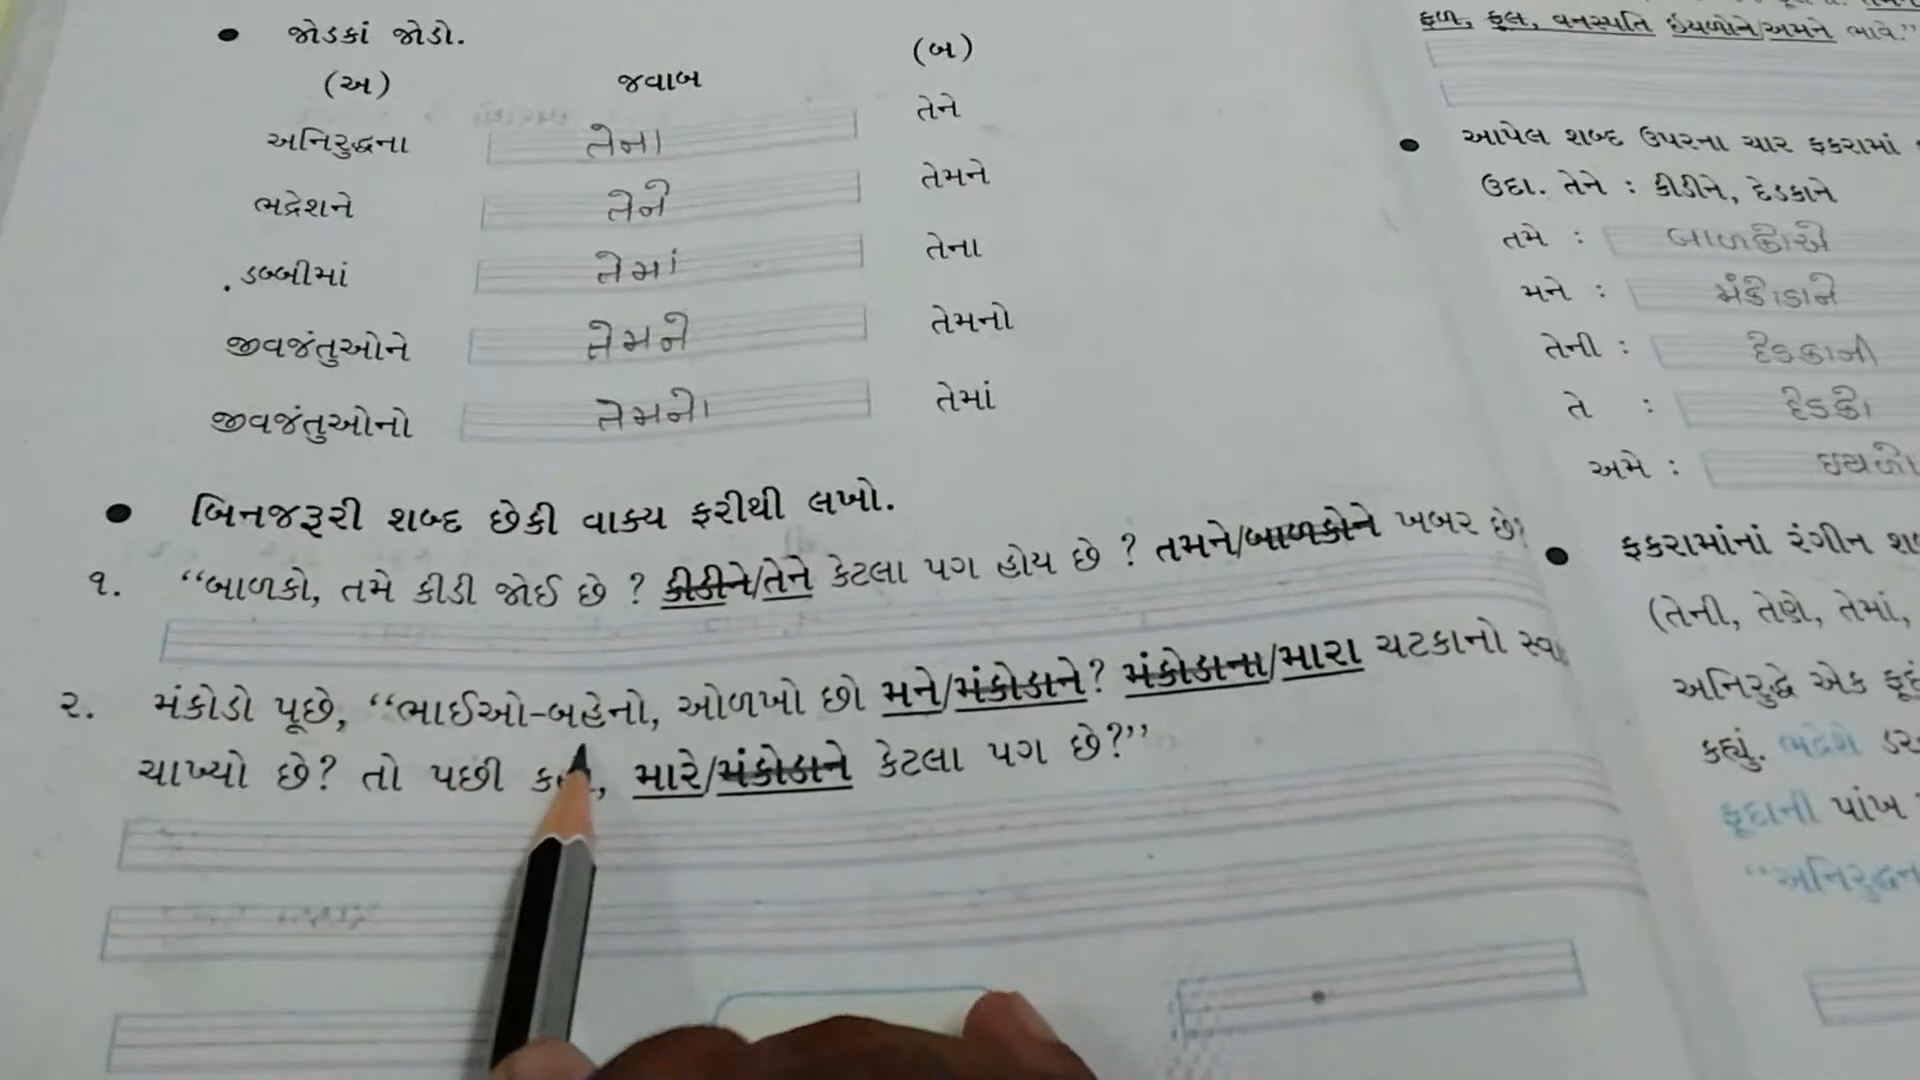 • જોડકાં જોડો.
(અ) જવાબ (બ)
અનિરુદ્ધના તેના તેને
ભદ્રેશને તેને તેમને
ડબ્બીમાં તેમાં તેના
જીવજંતુઓને તેમને તેમનો
જીવજંતુઓનો તેમનો તેમાં
• બિનજરૂરી શબ્દ છેકી વાક્ય ફરીથી લખો.
૧. “બાળકો, તમે કીડી જોઈ છે ? કીડીને/તેને કેટલા પગ હોય છે ? તમને/બાળકોને ખબર છે?
૨. મંકોડો પૂછે, “ભાઈઓ-બહેનો, ઓળખો છો મને/મંકોડાને? મંકોડાના/મારા ચટકાનો
ચાખ્યો છે? તો પછી મારે/મંકોડાને કેટલા પગ છે?”
ફળ, ફૂલ, વનસ્પતિ ઇયળોને/અમને ભાવે.”
• આપેલ શબ્દ ઉપરના ચાર ફકરામાં
ઉદા. તેને : કીડીને, દેડકાને
તમે : બાળકોએ
મને : મંકોડાને
તેની : દેડકાની
તે : દેડકો
અમે : ઇયળો
• ફકરામાંનાં રંગીન
(તેની, તેણે, તેમાં,
અનિરુદ્ધે એક
કહ્યું. ભદ્રેશે
ફૂદાની પાંખ